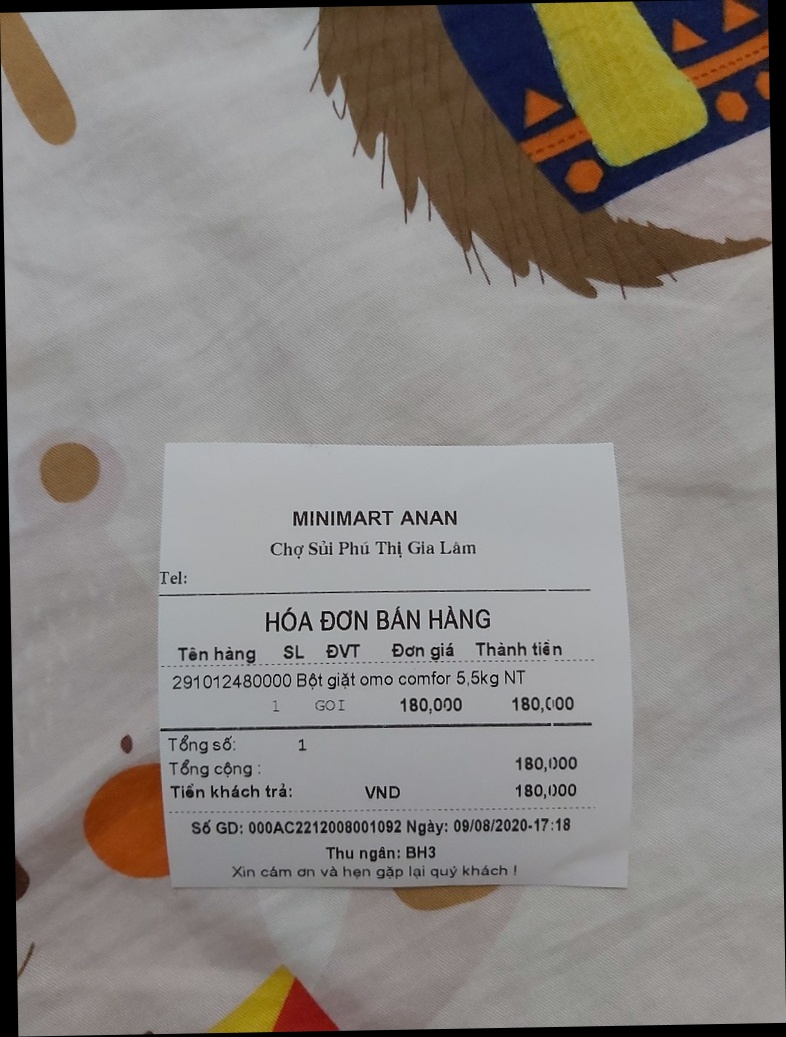 MINIMART ANAN
Chợ Sủi Phú Thị Gia Lâm
Tel:
HÓA ĐƠN BÁN HÀNG
Tên hàng SL ĐVT Đơn giá Thành tiền
291012480000 Bột giặt omo comfor 5,5kg NT
1 GOI 180,000 180,000
Tổng số: 1
Tổng cộng : 180,000
Tiền khách trả: VND 180,000
Số GD: 000AC2212008001092 Ngày: 09/08/2020-17:18
Thu ngân: BH3
Xin cám ơn và hẹn gặp lại quý khách !